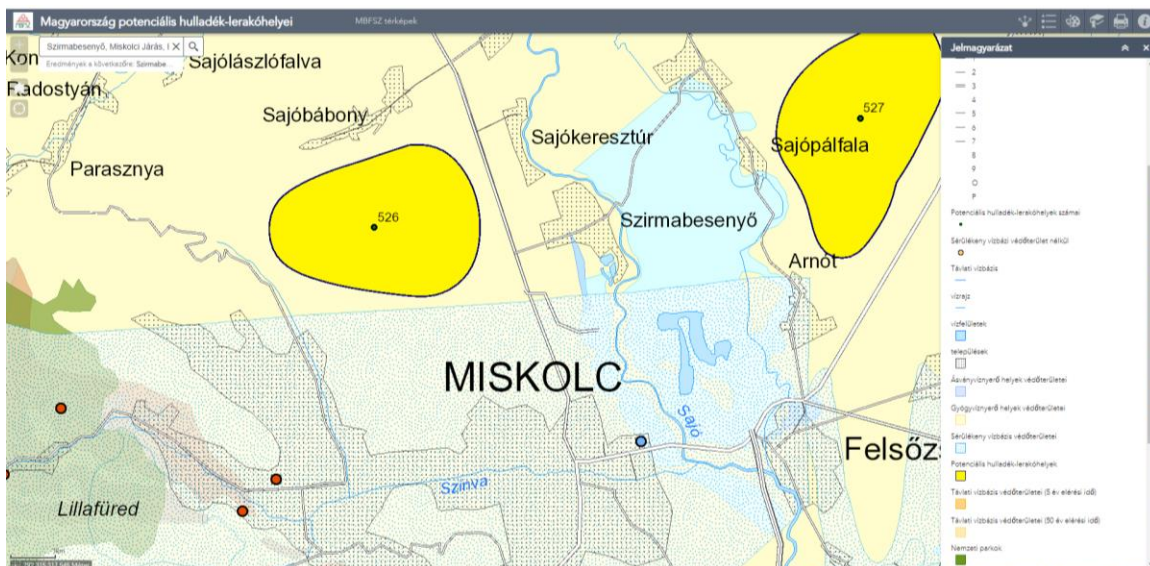 Magyarország potenciális hulladék-lerakóhelyei
MBFSZ térképek
Szirmabesenyő, Miskolci Járás, I
Eredmények a következőre: Szirmabe...
Kon
Radostyán
Sajólászlófalva
Sajóbábony
Parasznya
Sajókeresztúr
Sajópálfala
527
526
Szirmabesenyő
Arnót
MISKOLC
Sajó
Felsőzs
Szinva
Lillafüred
Jelmagyarázat
1
2
3
4
5
6
7
8
9
O
P
Potenciális hulladék-lerakóhelyek számai
Sérülékeny vízbázi védőterület nélkül
Távlati vízbázis
vízrajz
vízfelületek
települések
Ásványvíznyerő helyek védőterületei
Gyógyvíznyerő helyek védőterületei
Sérülékeny vízbázis védőterületei
Potenciális hulladék-lerakóhelyek
Távlati vízbázis védőterületei (5 év elérési idő)
Távlati vízbázis védőterületei (50 év elérési idő)
Nemzeti parkok